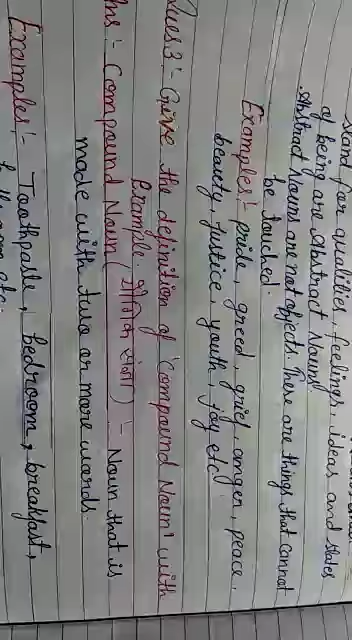 stand for qualities, feelings, ideas and states
of being are Abstract Nouns.
Abstract Nouns are not objects. These are things that cannot
be touched.
Examples:- pride, greed, grief, anger, peace,
beauty, justice, youth, joy etc.
Ques3:- Give the definition of 'Compound Noun' with
Example.
Ans:- Compound Noun ( संज्ञा ) - Noun that is
made with two or more words.
Examples:- Toothpaste, bedroom, breakfast,